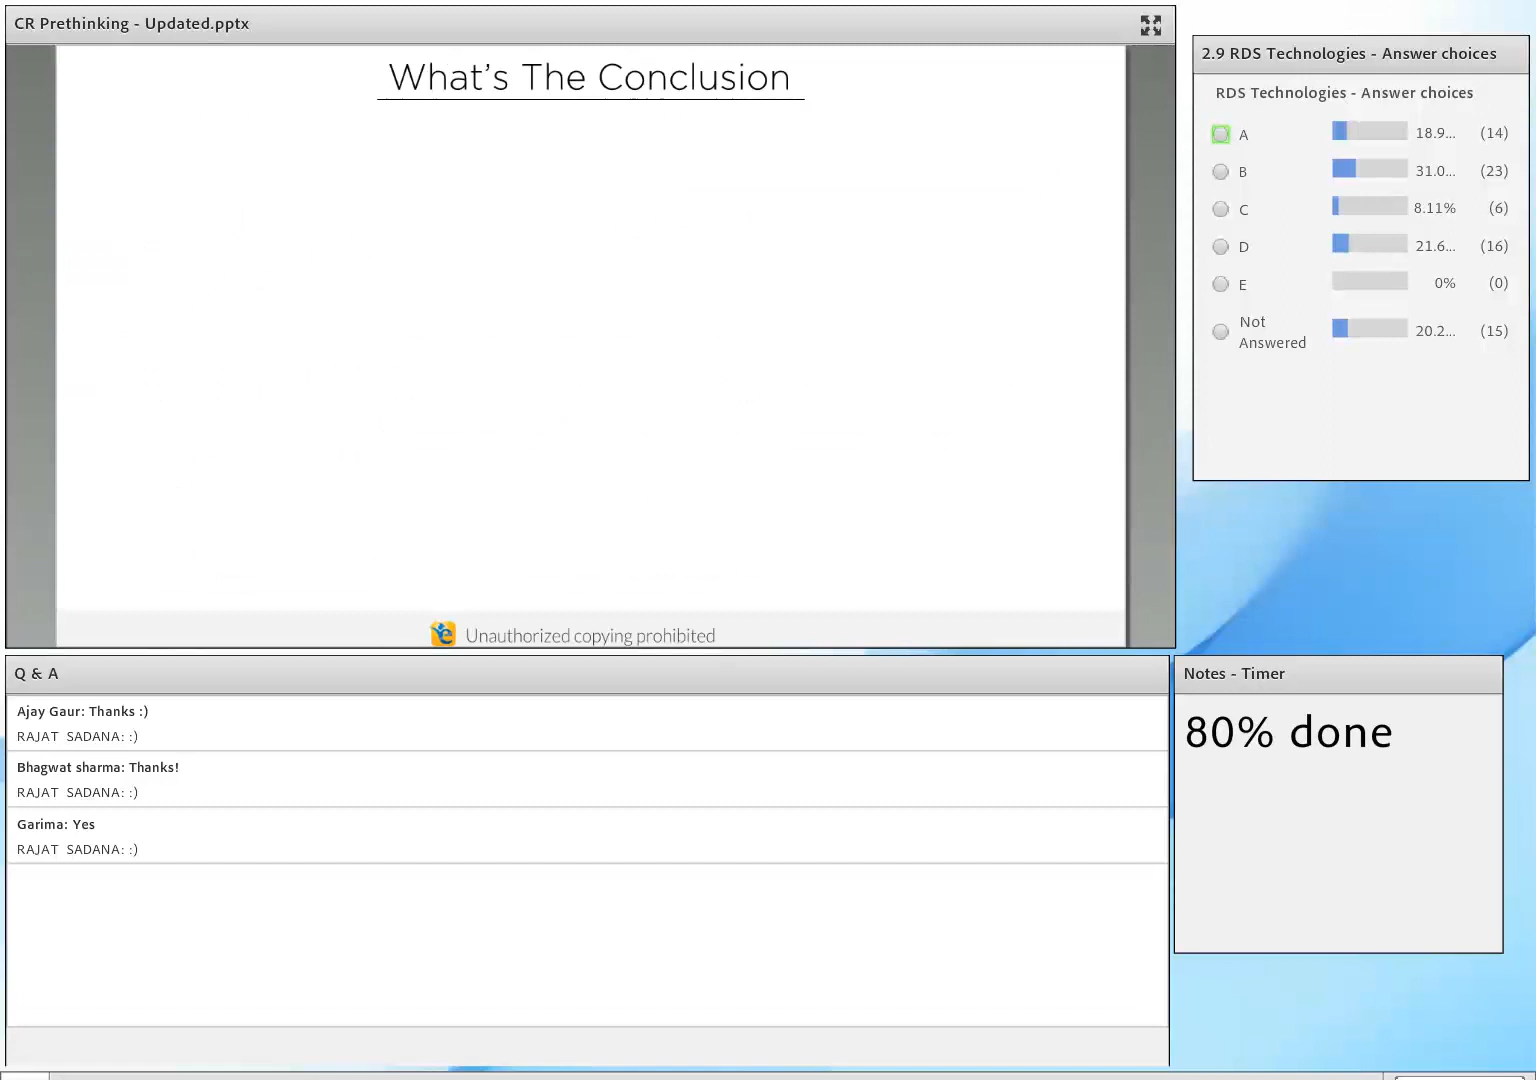 CR Prethinking - Updated.pptx
What's The Conclusion
Unauthorized copying prohibited
2.9 RDS Technologies - Answer choices
RDS Technologies - Answer choices
A 18.9... (14)
B 31.0... (23)
C 8.11% (6)
D 21.6... (16)
E 0% (0)
Not Answered 20.2... (15)
Q & A
Ajay Gaur: Thanks :)
RAJAT SADANA: :)
Bhagwat sharma: Thanks!
RAJAT SADANA: :)
Garima: Yes
RAJAT SADANA: :)
Notes - Timer
80% done